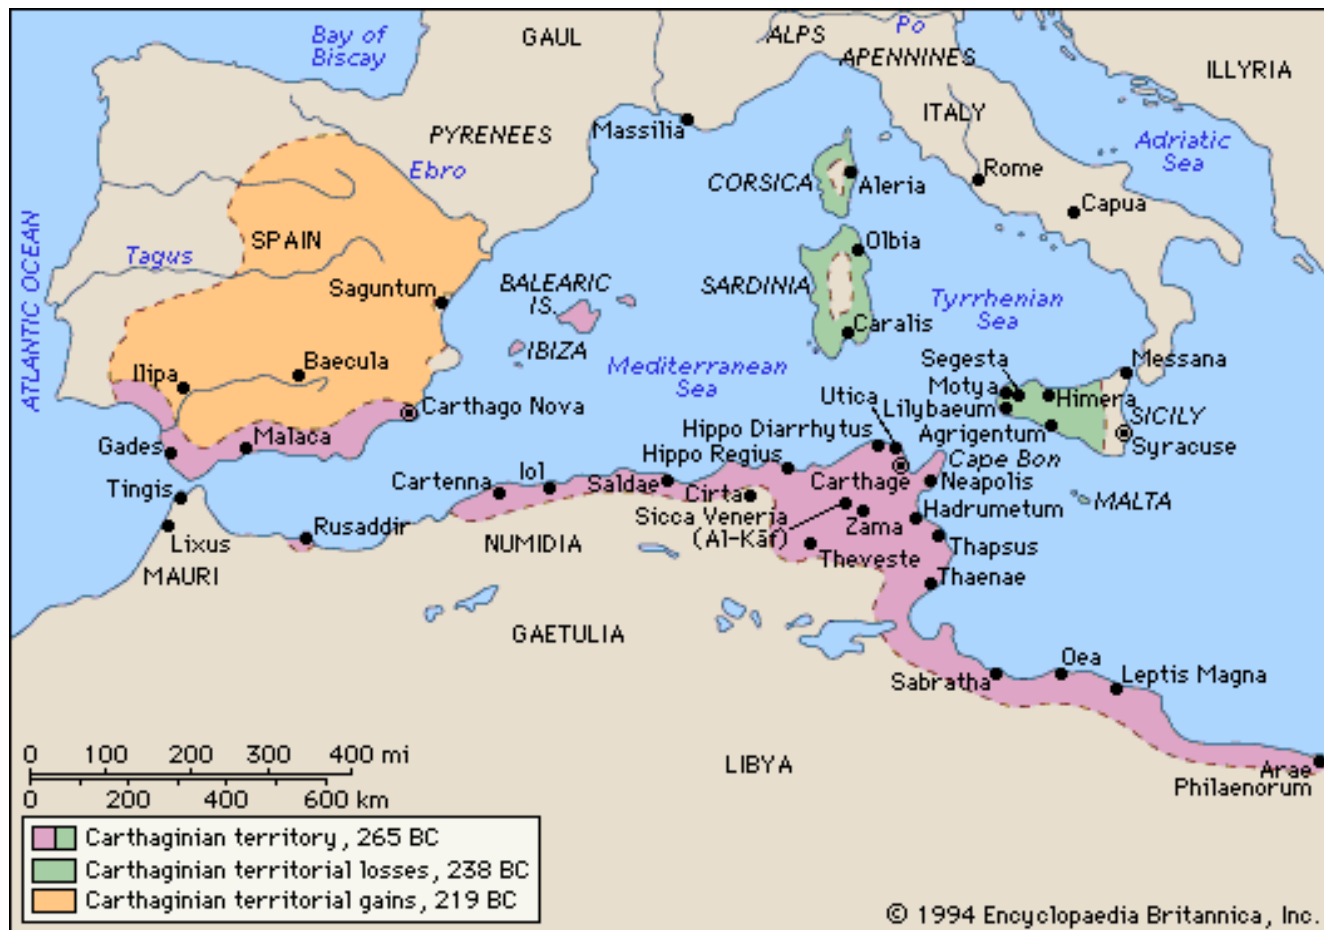 Bay of
Biscay
GAUL
ALPS
Po
APENNINES
ILLYRIA
ITALY
PYRENEES
Massilia
Adriatic
Sea
Ebro
CORSICA
Aleria
Rome
Capua
ATLANTIC OCEAN
Tagus
SPAIN
Olbia
Saguntum
BALEARIC
IS.
SARDINIA
Tyrrhenian
Sea
Caralis
IBIZA
Mediterranean
Sea
Ilipa
Baecula
Segesta
Messana
Motya
Utica
Lilybaeum
Himera
SICILY
Carthago Nova
Agrigentum
Syracuse
Gades
Malaca
Hippo Diarrhytus
Hippo Regius
Cape Bon
Tingis
Cartenna
Iol
Saldae
Cirta
Carthage
Neapolis
MALTA
Lixus
Rusaddir
Sicca Veneria
(Al-Kāf)
Zama
Hadrumetum
MAURI
NUMIDIA
Theveste
Thapsus
Thaenae
GAETULIA
Sabratha
Oea
Leptis Magna
LIBYA
Arae
Philaenorum
0 100 200 300 400 mi
0 200 400 600 km
Carthaginian territory, 265 BC
Carthaginian territorial losses, 238 BC
Carthaginian territorial gains, 219 BC
© 1994 Encyclopaedia Britannica, Inc.